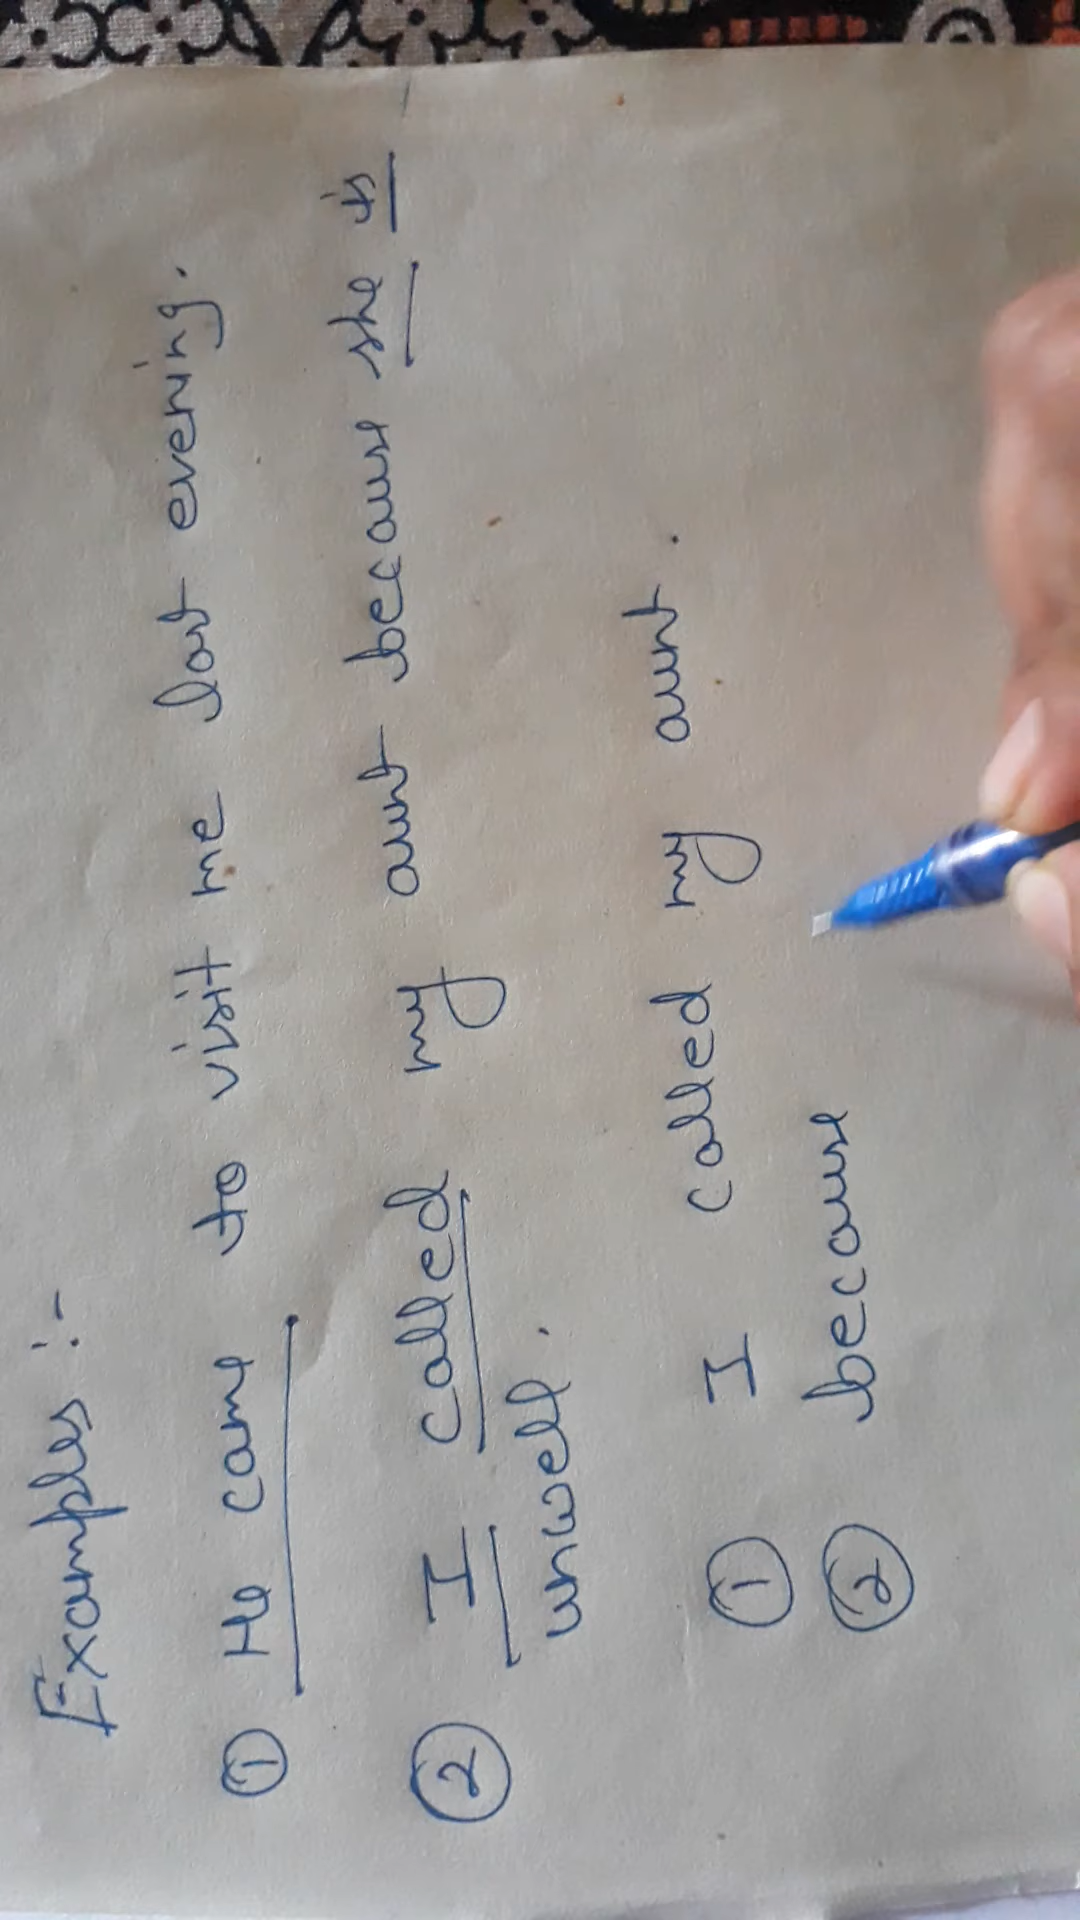 Examples :-
① He came to visit me last evening.
② I called my aunt because she is
unwell.
① I called my aunt.
② because